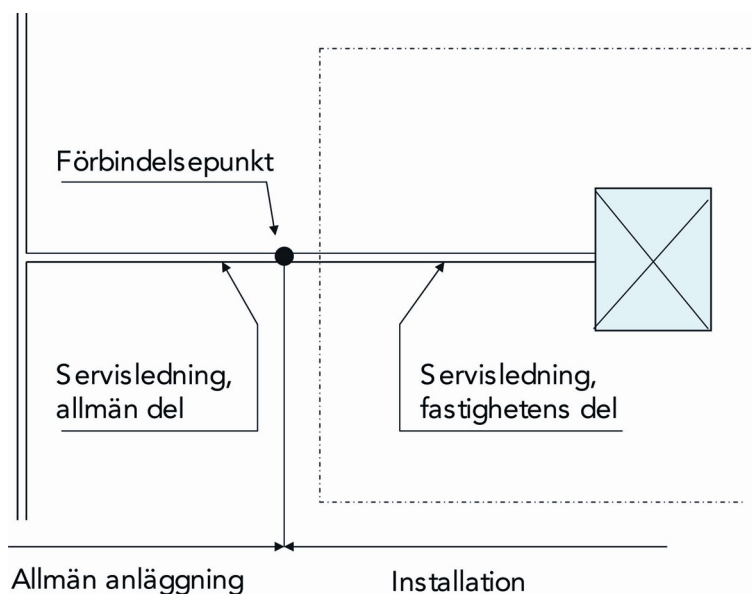 Förbindelsepunkt
Servisledning,
allmän del
Servisledning,
fastighetens del
Allmän anläggning
Installation